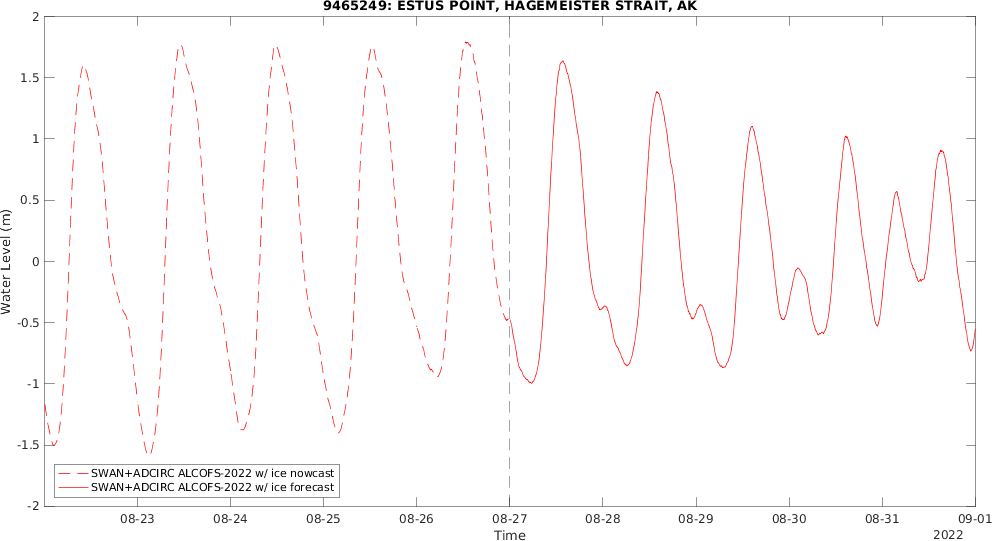 9465249: ESTUS POINT, HAGEMEISTER STRAIT, AK
2
1.5
1
0.5
0
-0.5
-1
-1.5
-2
Water Level (m)
SWAN+ADCIRC ALCOFS-2022 w/ ice nowcast
SWAN+ADCIRC ALCOFS-2022 w/ ice forecast
08-23 08-24 08-25 08-26 08-27 08-28 08-29 08-30 08-31 09-01
Time
2022